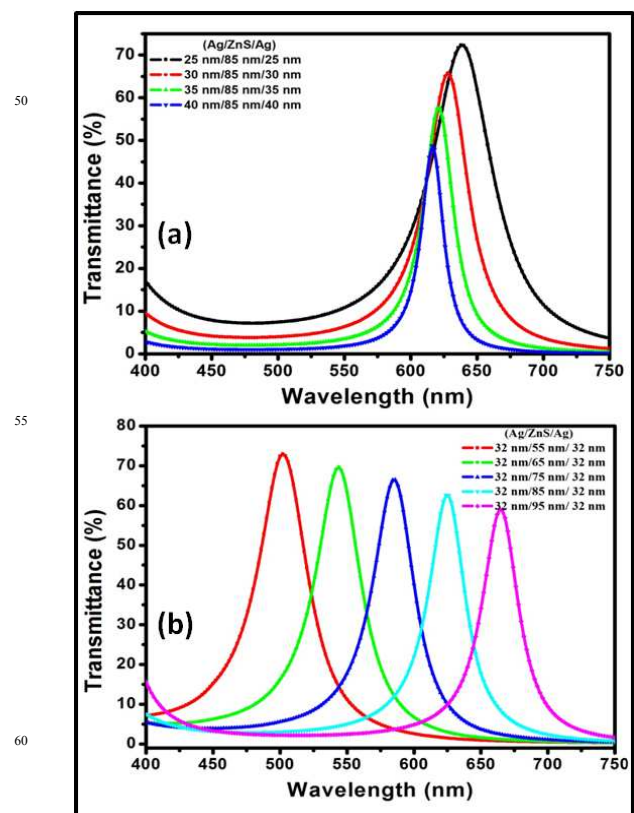 (Ag/ZnS/Ag)
25 nm/85 nm/25 nm
30 nm/85 nm/30 nm
35 nm/85 nm/35 nm
40 nm/85 nm/40 nm
Transmittance (%)
70
60
50
40
30
20
10
0
(a)
400 450 500 550 600 650 700 750
Wavelength (nm)
(Ag/ZnS/Ag)
32 nm/55 nm/ 32 nm
32 nm/65 nm/ 32 nm
32 nm/75 nm/ 32 nm
32 nm/85 nm/ 32 nm
32 nm/95 nm/ 32 nm
Transmittance (%)
80
70
60
50
40
30
20
10
0
(b)
400 450 500 550 600 650 700 750
Wavelength (nm)
50
55
60